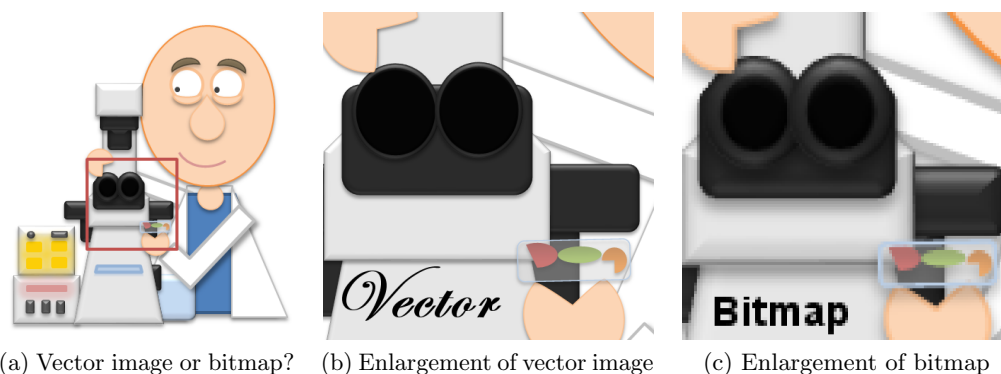 Vector
Bitmap
(a) Vector image or bitmap?
(b) Enlargement of vector image
(c) Enlargement of bitmap